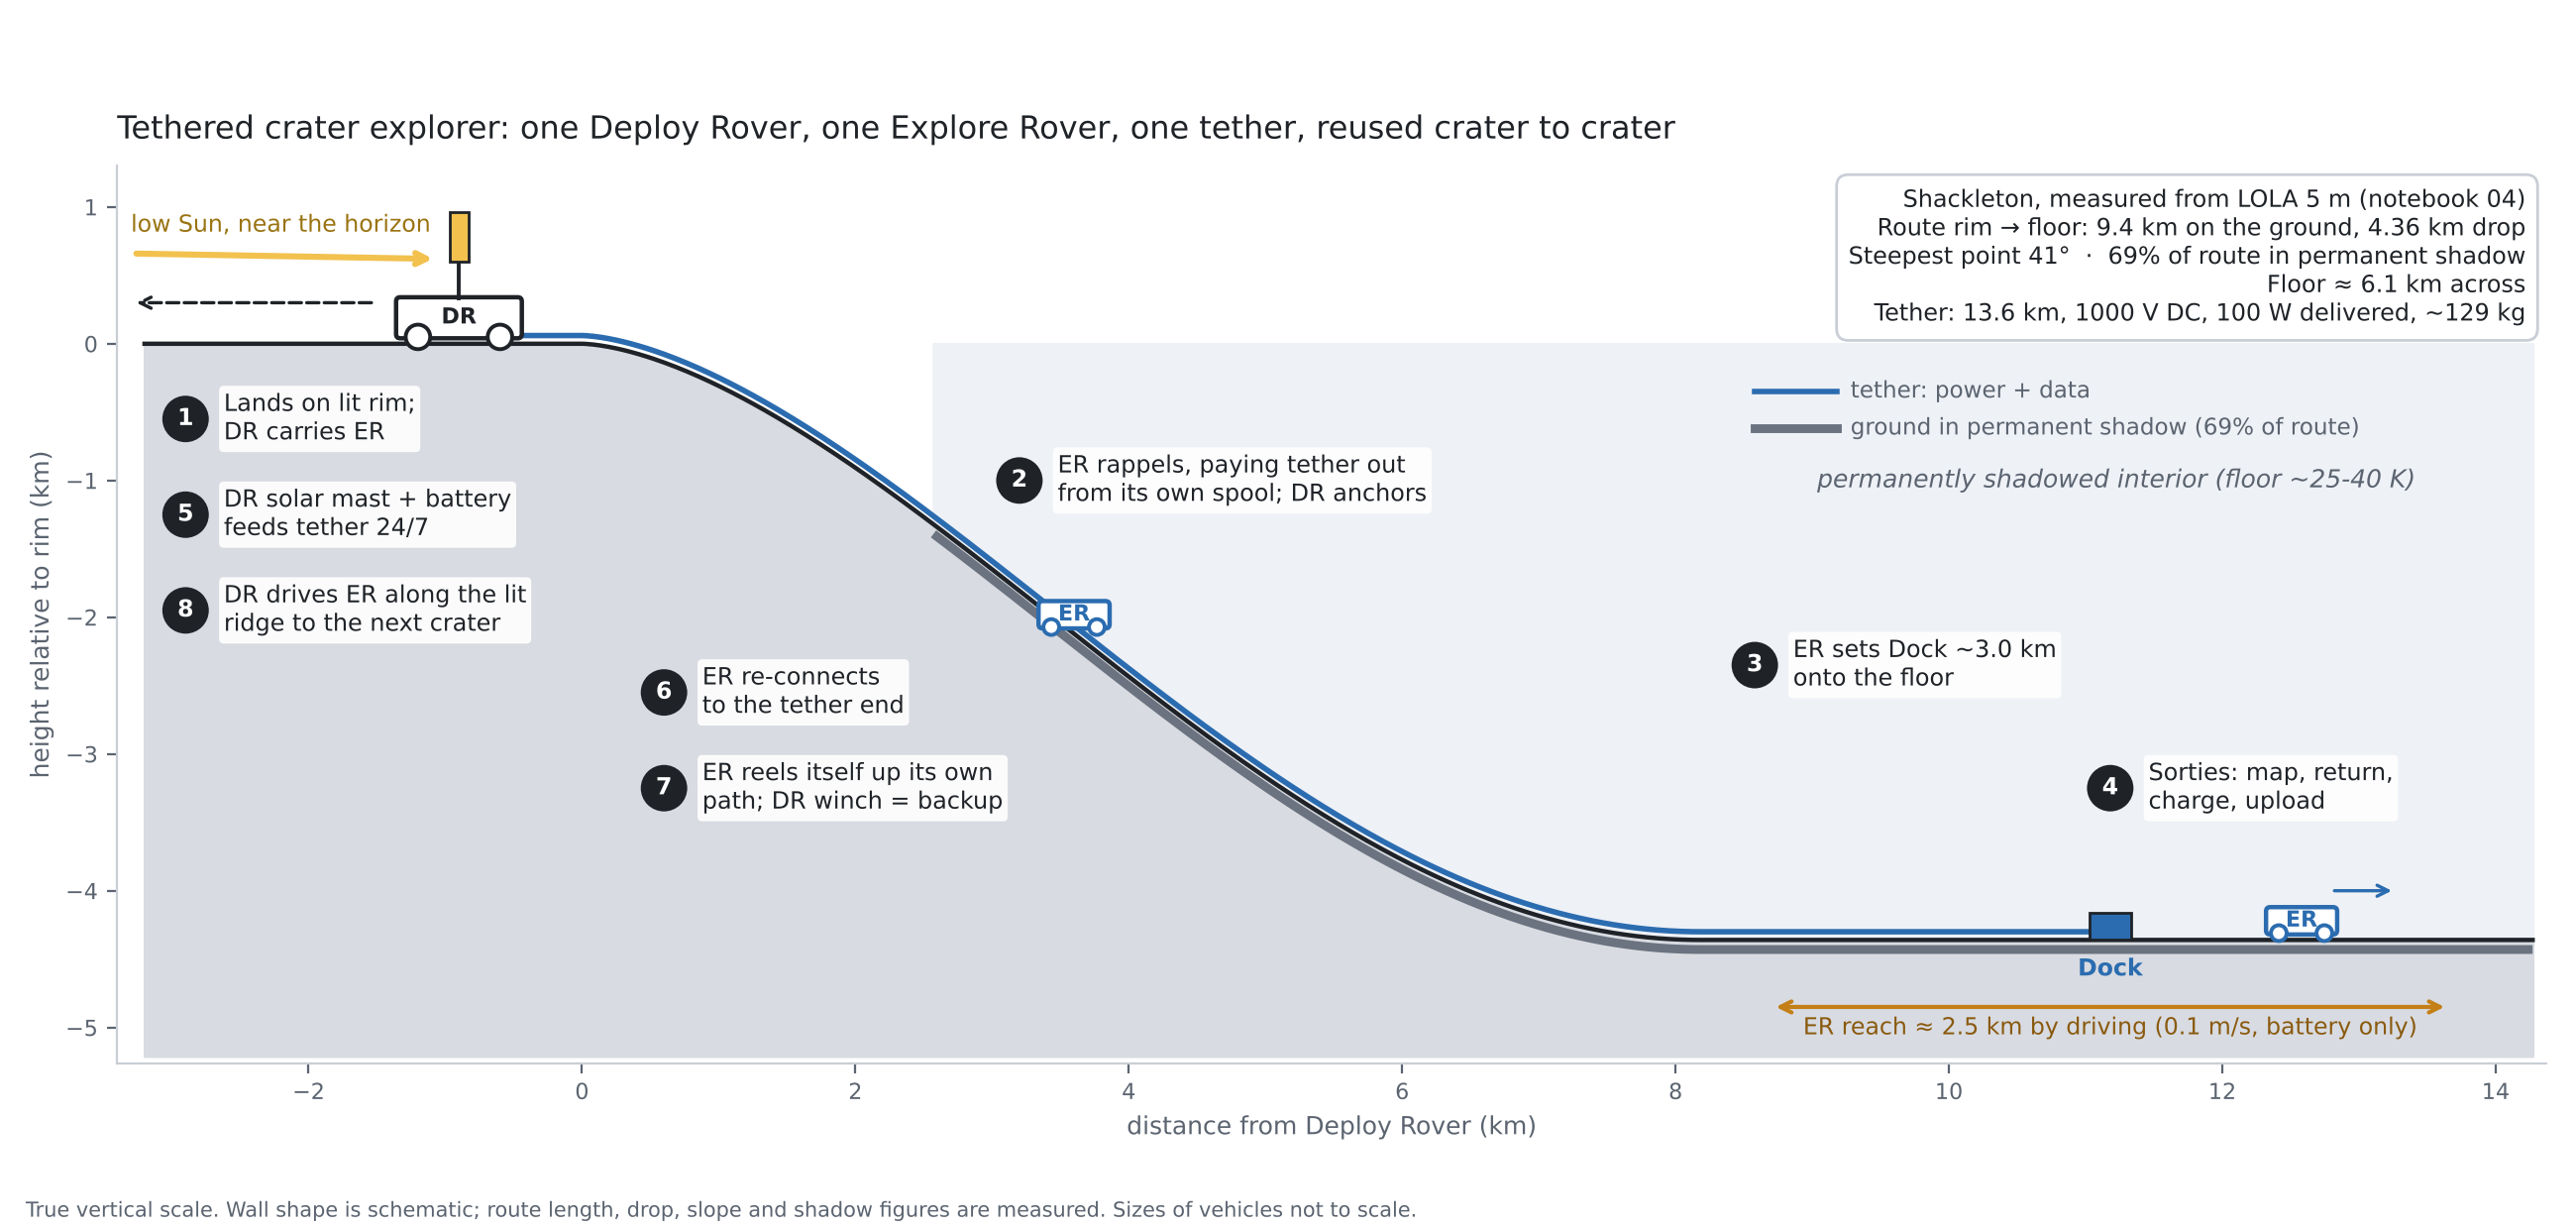 Tethered crater explorer: one Deploy Rover, one Explore Rover, one tether, reused crater to crater
Shackleton, measured from LOLA 5 m (notebook 04)
Route rim → floor: 9.4 km on the ground, 4.36 km drop
Steepest point 41° · 69% of route in permanent shadow
Floor ≈ 6.1 km across
Tether: 13.6 km, 1000 V DC, 100 W delivered, ~129 kg
low Sun, near the horizon
DR
tether: power + data
ground in permanent shadow (69% of route)
permanently shadowed interior (floor ~25-40 K)
1
Lands on lit rim;
DR carries ER
5
DR solar mast + battery
feeds tether 24/7
8
DR drives ER along the lit
ridge to the next crater
2
ER rappels, paying tether out
from its own spool; DR anchors
ER
6
ER re-connects
to the tether end
7
ER reels itself up its own
path; DR winch = backup
3
ER sets Dock ~3.0 km
onto the floor
4
Sorties: map, return,
charge, upload
ER
Dock
ER reach ≈ 2.5 km by driving (0.1 m/s, battery only)
height relative to rim (km)
1
0
−1
−2
−3
−4
−5
−2
0
2
4
6
8
10
12
14
distance from Deploy Rover (km)
True vertical scale. Wall shape is schematic; route length, drop, slope and shadow figures are measured. Sizes of vehicles not to scale.